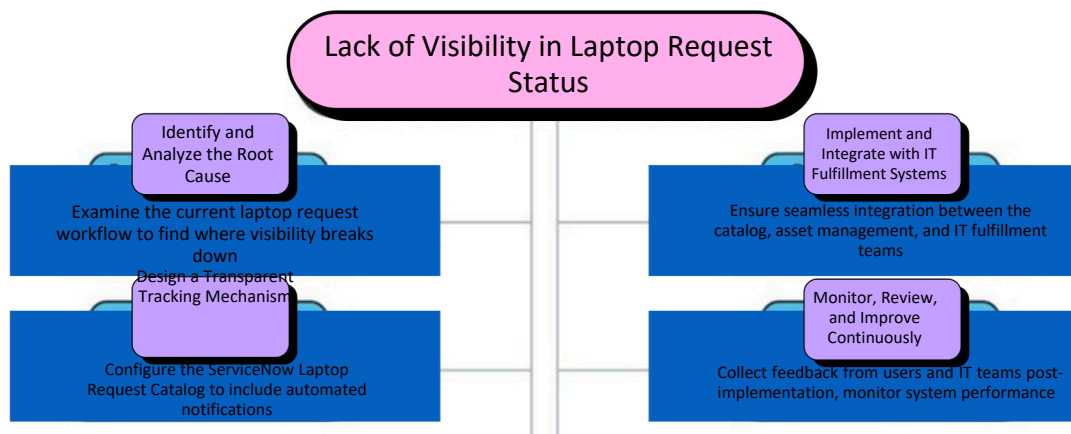 Lack of Visibility in Laptop Request
Status
Identify and
Analyze the Root
Cause
Examine the current laptop request
workflow to find where visibility breaks
down
Design a Transparent
Tracking Mechanism
Configure the ServiceNow Laptop
Request Catalog to include automated
notifications
Implement and
Integrate with IT
Fulfillment Systems
Ensure seamless integration between the
catalog, asset management, and IT fulfillment
teams
Monitor, Review,
and Improve
Continuously
Collect feedback from users and IT teams post-
implementation, monitor system performance